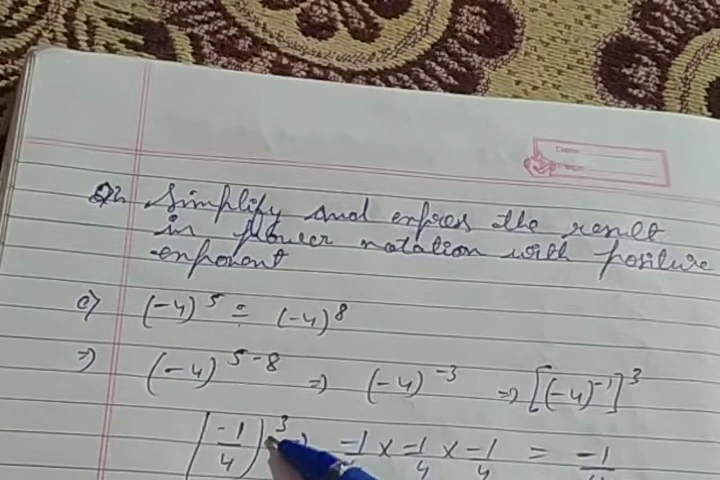 Q2. Simplify and express the result
in power notation with positive
exponent
c) (-4)^5 ÷ (-4)^8
⇒ (-4)^5-8 ⇒ (-4)^-3 ⇒ [(-4)^-1]^3
(-1/4)^3 ⇒ -1 × -1/4 × -1/4 = -1